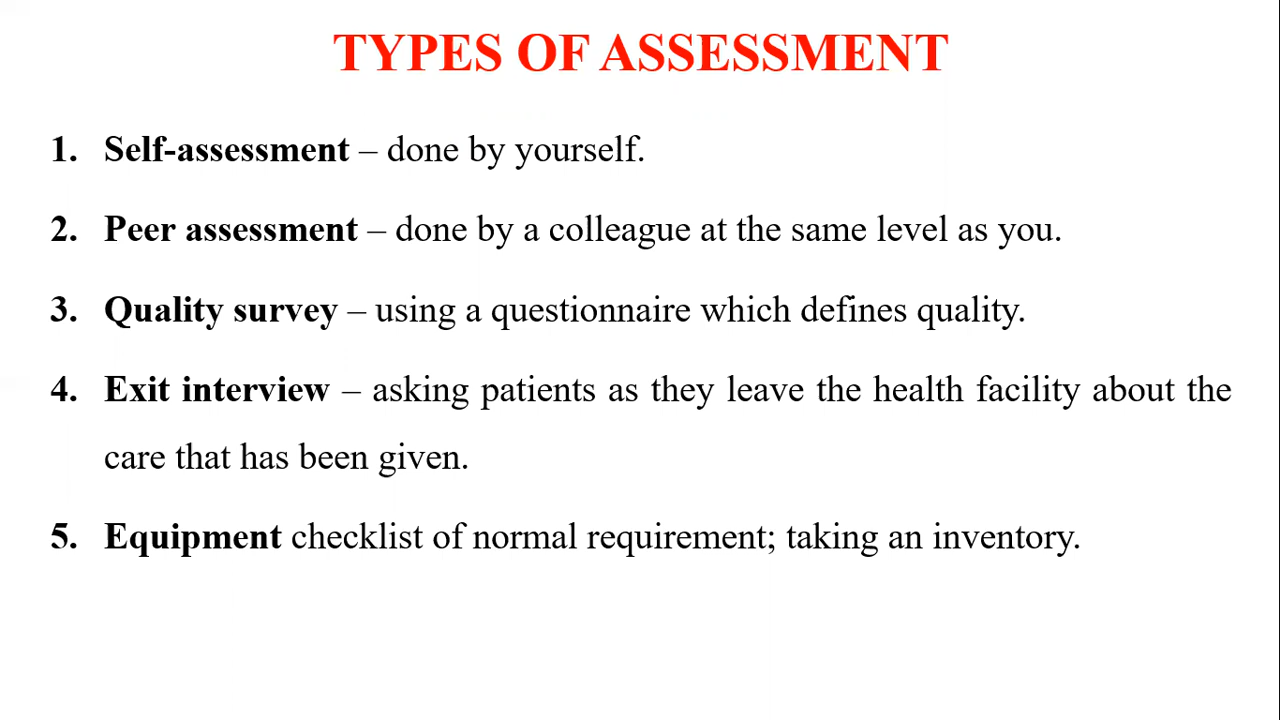 TYPES OF ASSESSMENT
1. Self-assessment – done by yourself.
2. Peer assessment – done by a colleague at the same level as you.
3. Quality survey – using a questionnaire which defines quality.
4. Exit interview – asking patients as they leave the health facility about the
care that has been given.
5. Equipment checklist of normal requirement; taking an inventory.